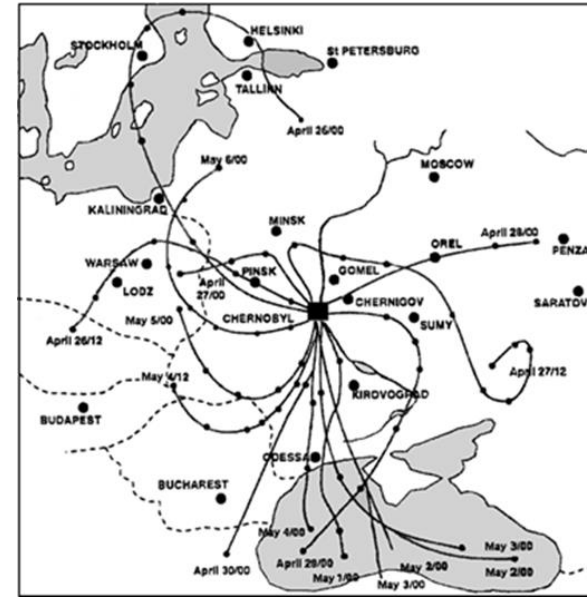 HELSINKI
STOCKHOLM
St PETERSBURG
TALLINN
April 26/00
May 6/00
MOSCOW
KALININGRAD
MINSK
April 28/00
OREL
PENZA
WARSAW
April
27/00
PINSK
GOMEL
LODZ
CHERNIGOV
SARATOV
May 5/00
CHERNOBYL
SUMY
April 26/12
April 27/12
May 4/12
KIROVOGRAD
BUDAPEST
ODESSA
BUCHAREST
May 4/00
May 3/00
April 29/00
May 2/00
April 30/00
May 1/00
May 2/00
May 3/00